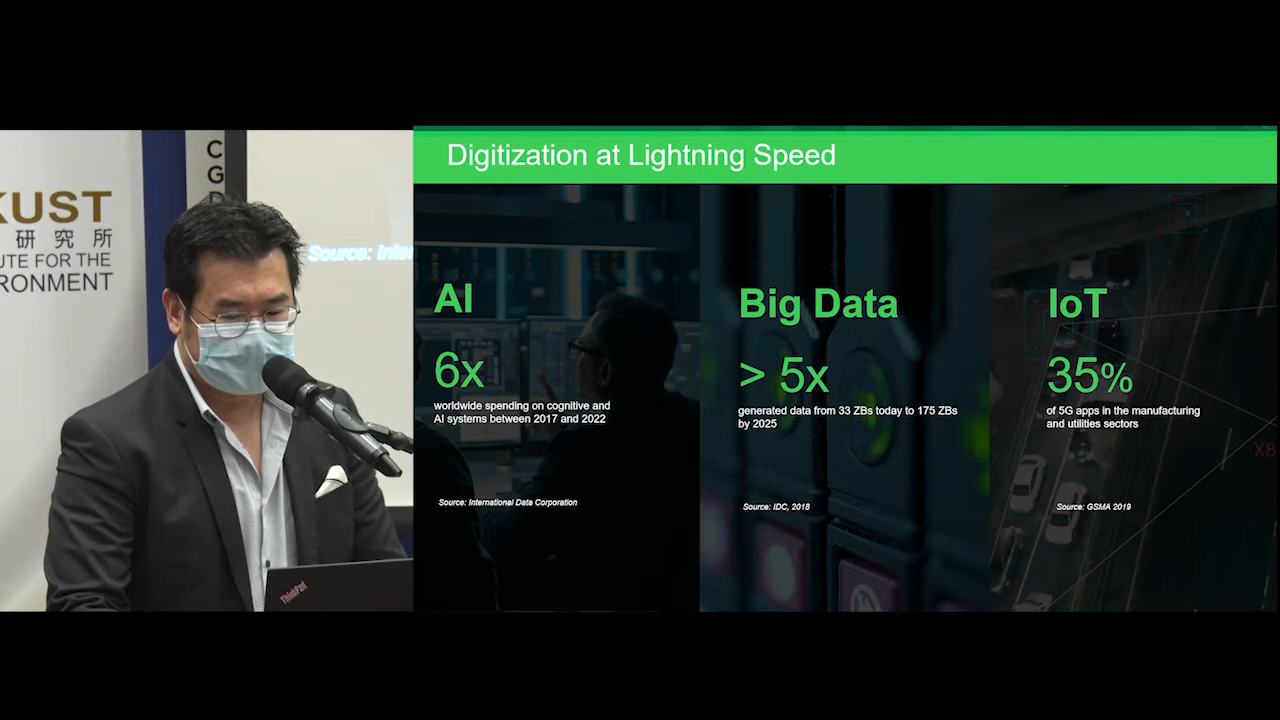 KUST
研究所
UTE FOR THE
RONMENT
C
G
D
Source: Inter
ThinkPad
Digitization at Lightning Speed
AI
6x
worldwide spending on cognitive and
AI systems between 2017 and 2022
Source: International Data Corporation
Big Data
> 5x
generated data from 33 ZBs today to 175 ZBs
by 2025
Source: IDC, 2018
IoT
35%
of 5G apps in the manufacturing
and utilities sectors
Source: GSMA 2019
X8